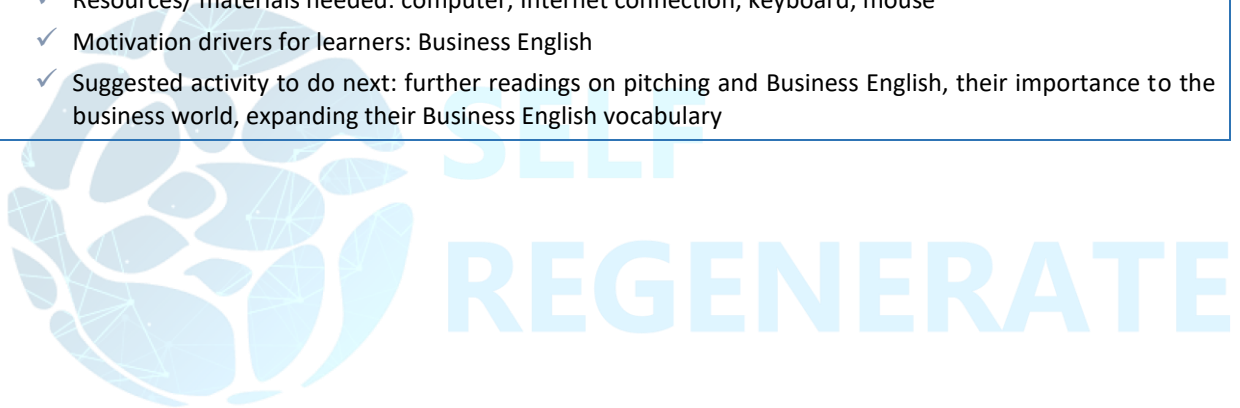 Resources/ materials needed: computer, internet connection, keyboard, mouse
✓ Motivation drivers for learners: Business English
✓ Suggested activity to do next: further readings on pitching and Business English, their importance to the
business world, expanding their Business English vocabulary
SELF
REGENERATE